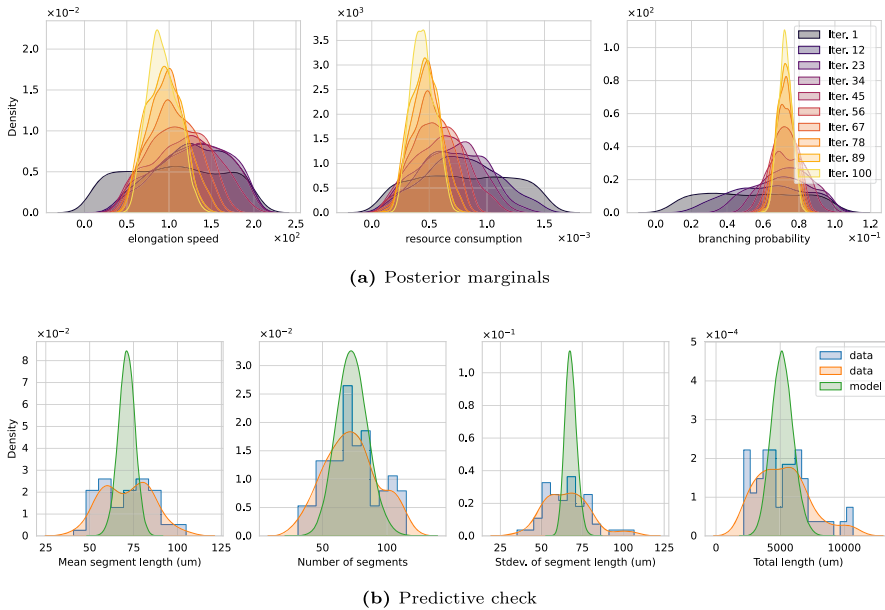 ×10⁻² ×10³ ×10²
2.0 3.5 1.0
3.0
1.5 2.5 0.8
2.0 0.6
1.0 1.5 0.4
0.5 1.0 0.2
0.5
0.0 0.0 0.0
Density
Iter. 1
Iter. 12
Iter. 23
Iter. 34
Iter. 45
Iter. 56
Iter. 67
Iter. 78
Iter. 89
Iter. 100
0.0 0.5 1.0 1.5 2.0 2.5 0.0 0.5 1.0 1.5 0.0 0.2 0.4 0.6 0.8 1.0 1.2
elongation speed ×10² resource consumption ×10⁻³ branching probability ×10⁻¹
(a) Posterior marginals
×10⁻² ×10⁻² ×10⁻¹ ×10⁻⁴
8 3.0 1.0 5
7 2.5 0.8 4
6 2.0 0.6 3
5 1.5 0.4 2
4 1.0 0.2 1
3 0.5 0.0 0
2 0.0
1
0
Density
data
data
model
25 50 75 100 125 50 100 25 50 75 100 125 0 5000 10000
Mean segment length (um) Number of segments Stdev. of segment length (um) Total length (um)
(b) Predictive check